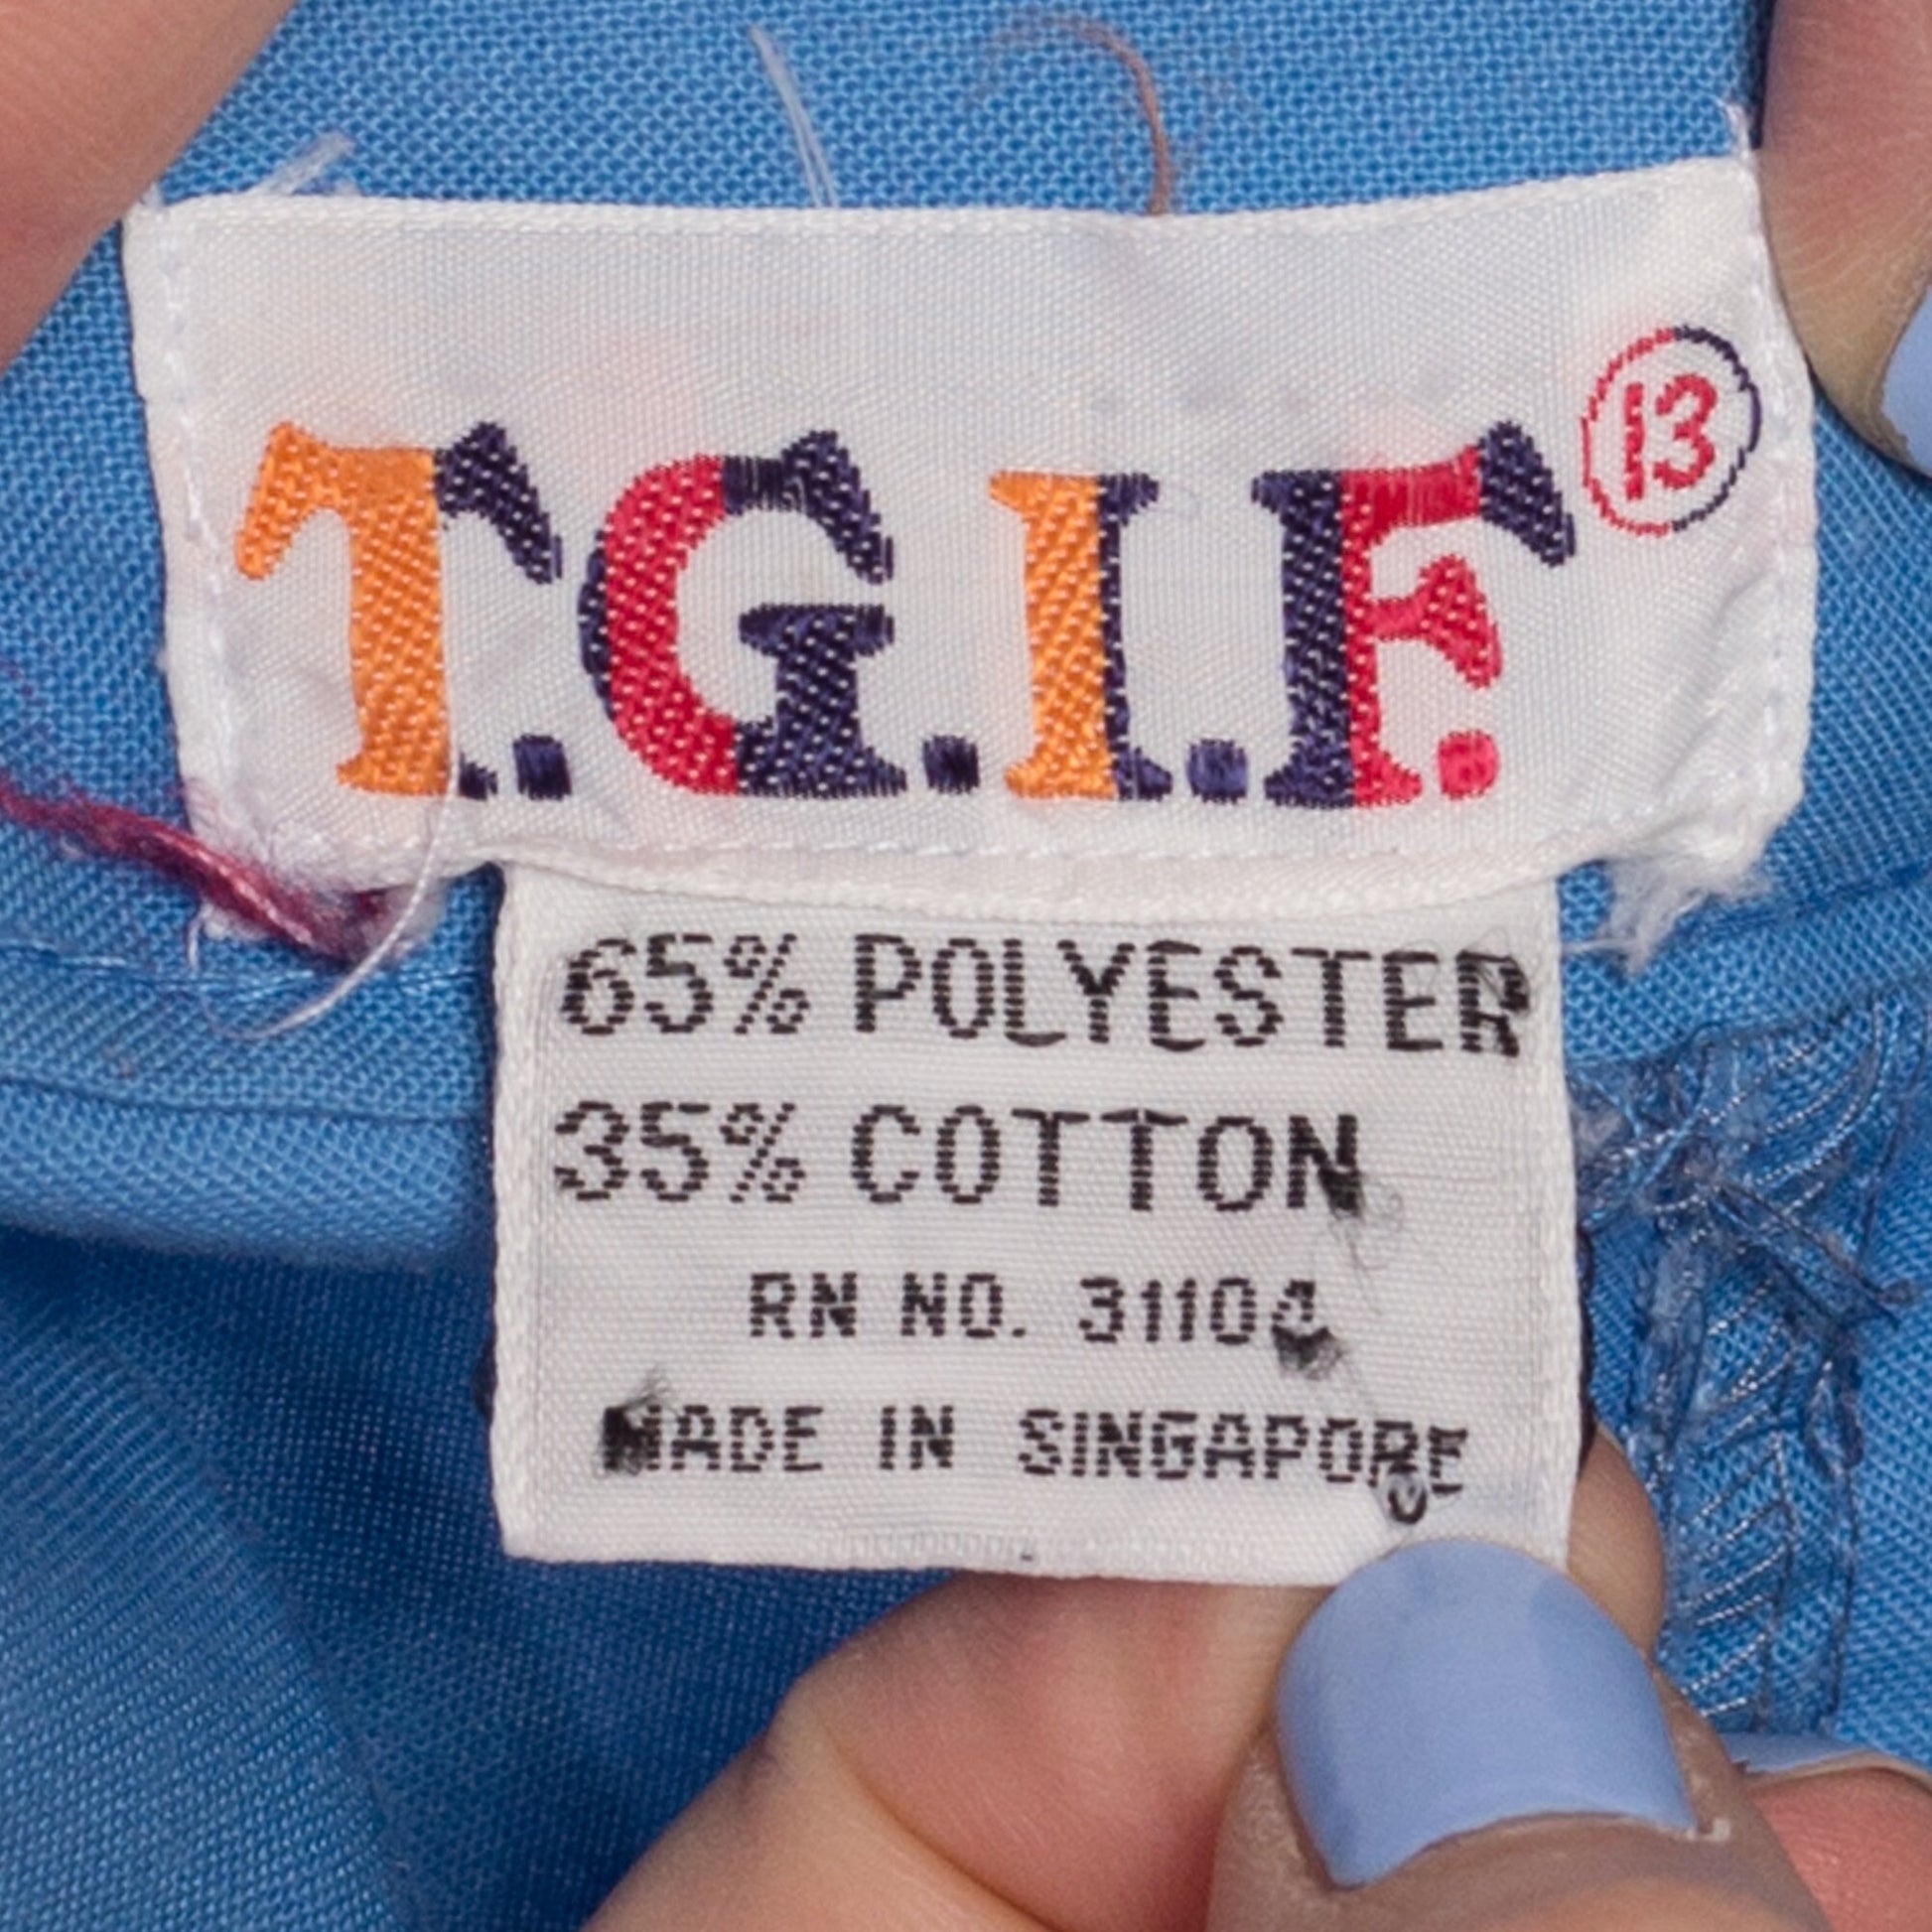 T.G.I.F.
13
65% POLYESTER
35% COTTON
RN NO. 31104
MADE IN SINGAPORE